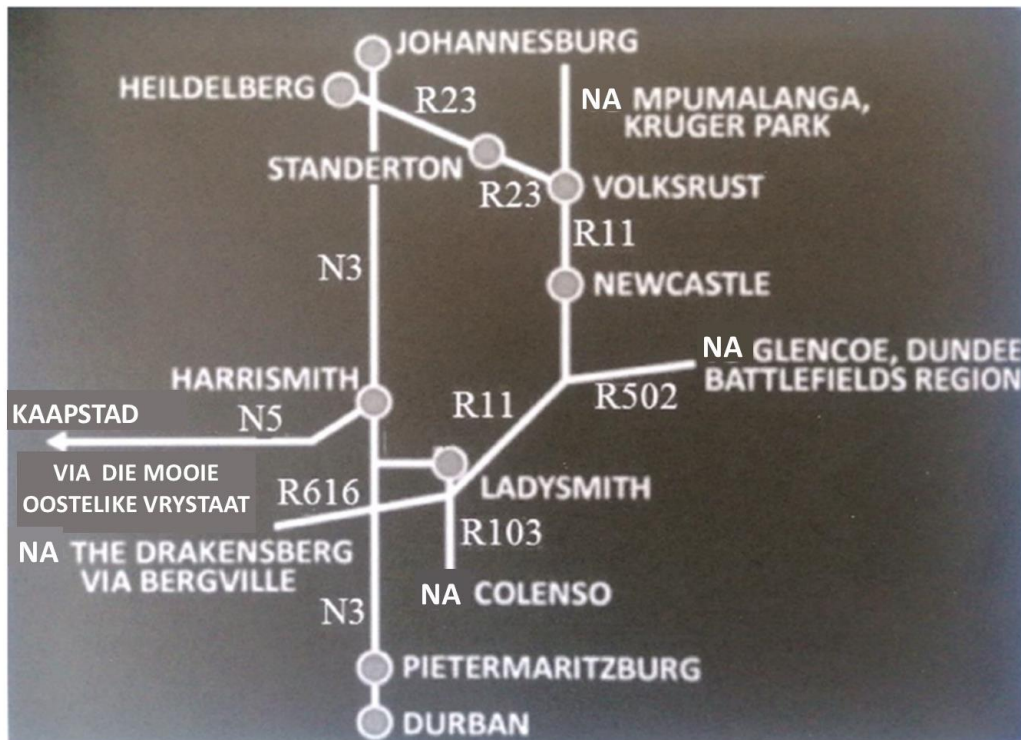 JOHANNESBURG
HEILDELBERG
R23
NA MPUMALANGA,
KRUGER PARK
STANDERTON
R23
VOLKSRUST
R11
N3
NEWCASTLE
NA GLENCOE, DUNDEE
BATTLEFIELDS REGION
HARRISMITH
R11
R502
KAAPSTAD
N5
VIA DIE MOOIE
OOSTELIKE VRYSTAAT
R616
LADYSMITH
R103
NA THE DRAKENSBERG
VIA BERGVILLE
NA COLENSO
N3
PIETERMARITZBURG
DURBAN